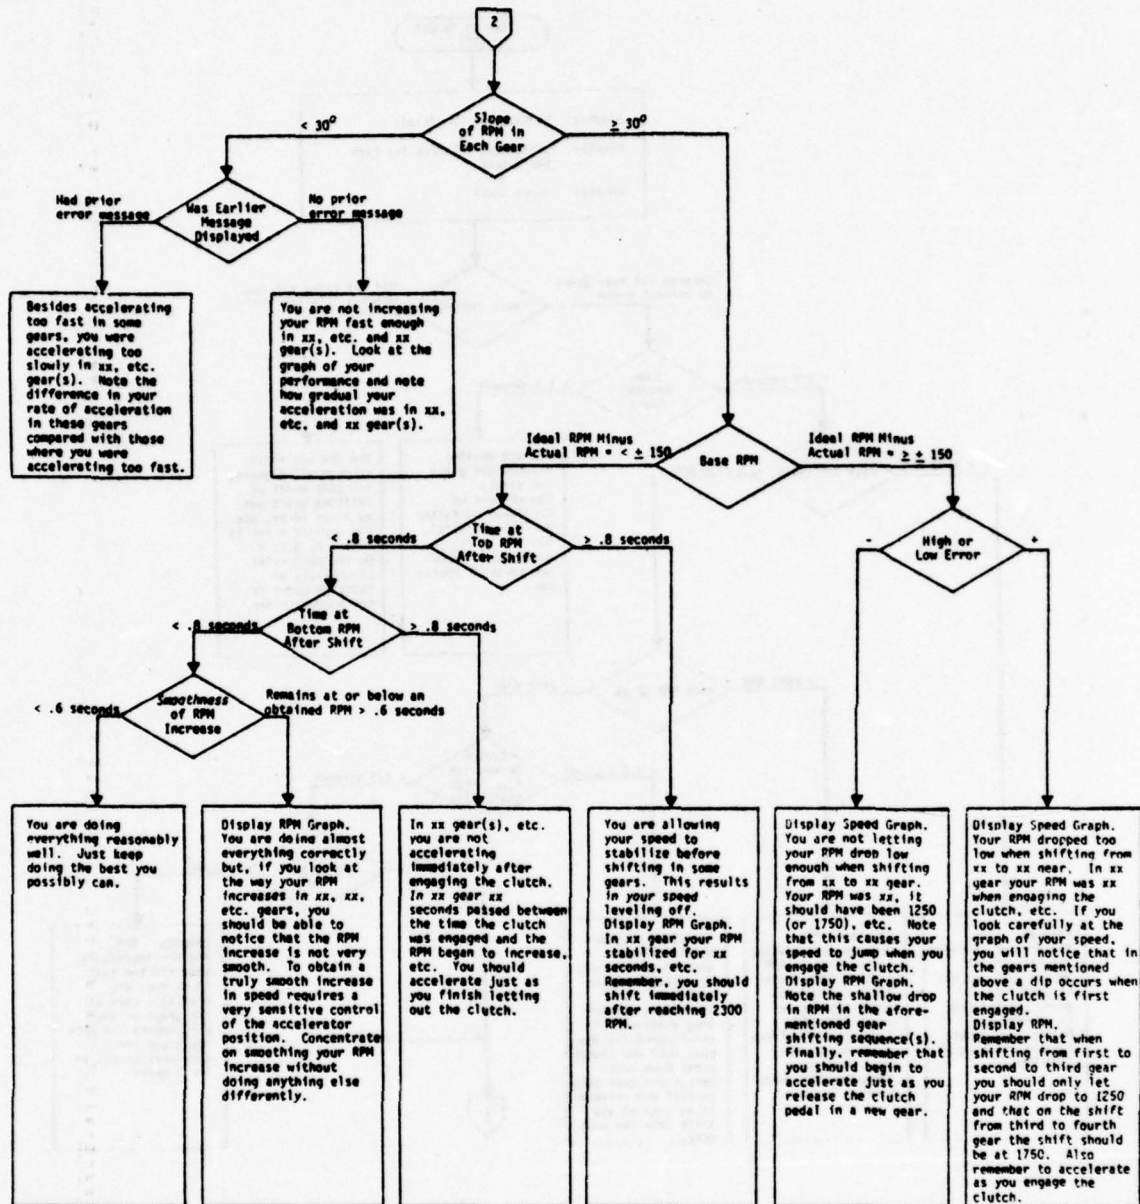 2
Slope
of RPM in
Each Gear
< 30°
≥ 30°
Had prior
error message
Was Earlier
Message
Displayed
No prior
error message
Besides accelerating
too fast in some
gears, you were
accelerating too
slowly in xx, etc.
gear(s). Note the
difference in your
rate of acceleration
in these gears
compared with those
where you were
accelerating too fast.
You are not increasing
your RPM fast enough
in xx, etc. and xx
gear(s). Look at the
graph of your
performance and note
how gradual your
acceleration was in xx,
etc. and xx gear(s).
Ideal RPM Minus
Actual RPM = < ± 150
Base RPM
Ideal RPM Minus
Actual RPM = ≥ ± 150
< .8 seconds
Time at
Top RPM
After Shift
≥ .8 seconds
-
High or
Low Error
+
< .8 seconds
Time at
Bottom RPM
After Shift
> .8 seconds
< .6 seconds
Smoothness
of RPM
Increase
Remains at or below an
obtained RPM > .6 seconds
You are doing
everything reasonably
well. Just keep
doing the best you
possibly can.
Display RPM Graph.
You are doing almost
everything correctly
but, if you look at
the way your RPM
increases in xx, xx,
etc. gears, you
should be able to
notice that the RPM
increase is not very
smooth. To obtain a
truly smooth increase
in speed requires a
very sensitive control
of the accelerator
position. Concentrate
on smoothing your RPM
increase without
doing anything else
differently.
In xx gear(s), etc.
you are not
accelerating
immediately after
engaging the clutch.
In xx gear xx
seconds passed between
the time the clutch
was engaged and the
RPM began to increase,
etc. You should
accelerate just as
you finish letting
out the clutch.
You are allowing
your speed to
stabilize before
shifting in some
gears. This results
in your speed
leveling off.
Display RPM Graph.
In xx gear your RPM
stabilized for xx
seconds, etc.
Remember, you should
shift immediately
after reaching 2300
RPM.
Display Speed Graph.
You are not letting
your RPM drop low
enough when shifting
from xx to xx gear.
Your RPM was xx, it
should have been 1250
(or 1750), etc. Note
that this causes your
speed to jump when you
engage the clutch.
Display RPM Graph.
Note the shallow drop
in RPM in the afore-
mentioned gear
shifting sequence(s).
Finally, remember that
you should begin to
accelerate just as you
release the clutch
pedal in a new gear.
Display Speed Graph.
Your RPM dropped too
low when shifting from
xx to xx near. In xx
gear your RPM was xx
when engaging the
clutch, etc. If you
look carefully at the
graph of your speed,
you will notice that in
the gears mentioned
above a dip occurs when
the clutch is first
engaged.
Display RPM.
Remember that when
shifting from first to
second to third gear
you should only let
your RPM drop to 1250
and that on the shift
from third to fourth
gear the shift should
be at 1750. Also
remember to accelerate
as you engage the
clutch.